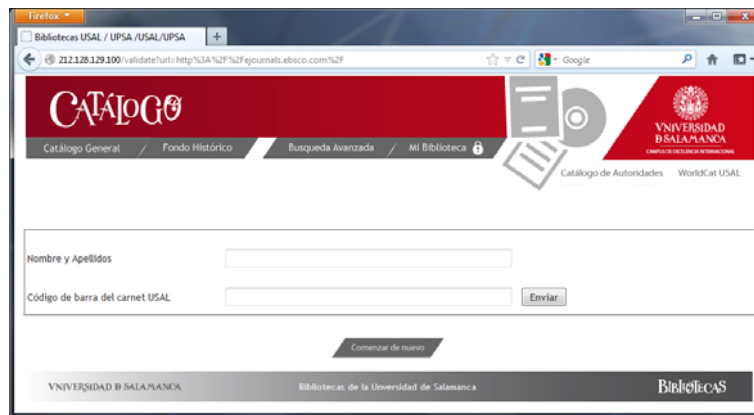 Firefox
Bibliotecas USAL / UPSA /USAL/UPSA
212.128.129.100/validate?url=http%3A%2F%2Fejournals.ebsco.com%2F
Google
CATÁLOGO
Catálogo General / Fondo Histórico
Busqueda Avanzada / Mi Biblioteca
VNIVERSIDAD
D SALAMANCA
CAMPUS DE EXCELENCIA INTERNACIONAL
Catálogo de Autoridades WorldCat USAL
Nombre y Apellidos
Código de barra del carnet USAL
Enviar
Comenzar de nuevo
VNIVERSIDAD D SALAMANCA
Bibliotecas de la Universidad de Salamanca
BIBLIOTECAS